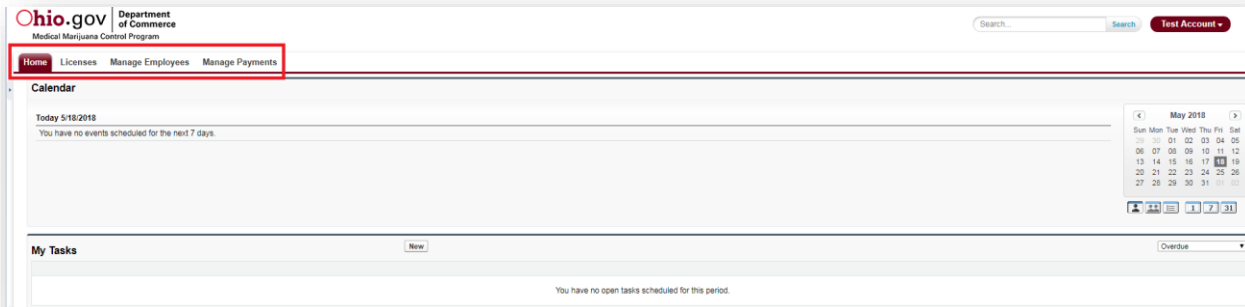 Ohio.gov Department of Commerce
Medical Marijuana Control Program
Search... Search Test Account
Home Licenses Manage Employees Manage Payments
Calendar
Today 5/18/2018
You have no events scheduled for the next 7 days.
May 2018
Sun Mon Tue Wed Thu Fri Sat
29 30 01 02 03 04 05
06 07 08 09 10 11 12
13 14 15 16 17 18 19
20 21 22 23 24 25 26
27 28 29 30 31 01 02
1 7 31
My Tasks New Overdue
You have no open tasks scheduled for this period.